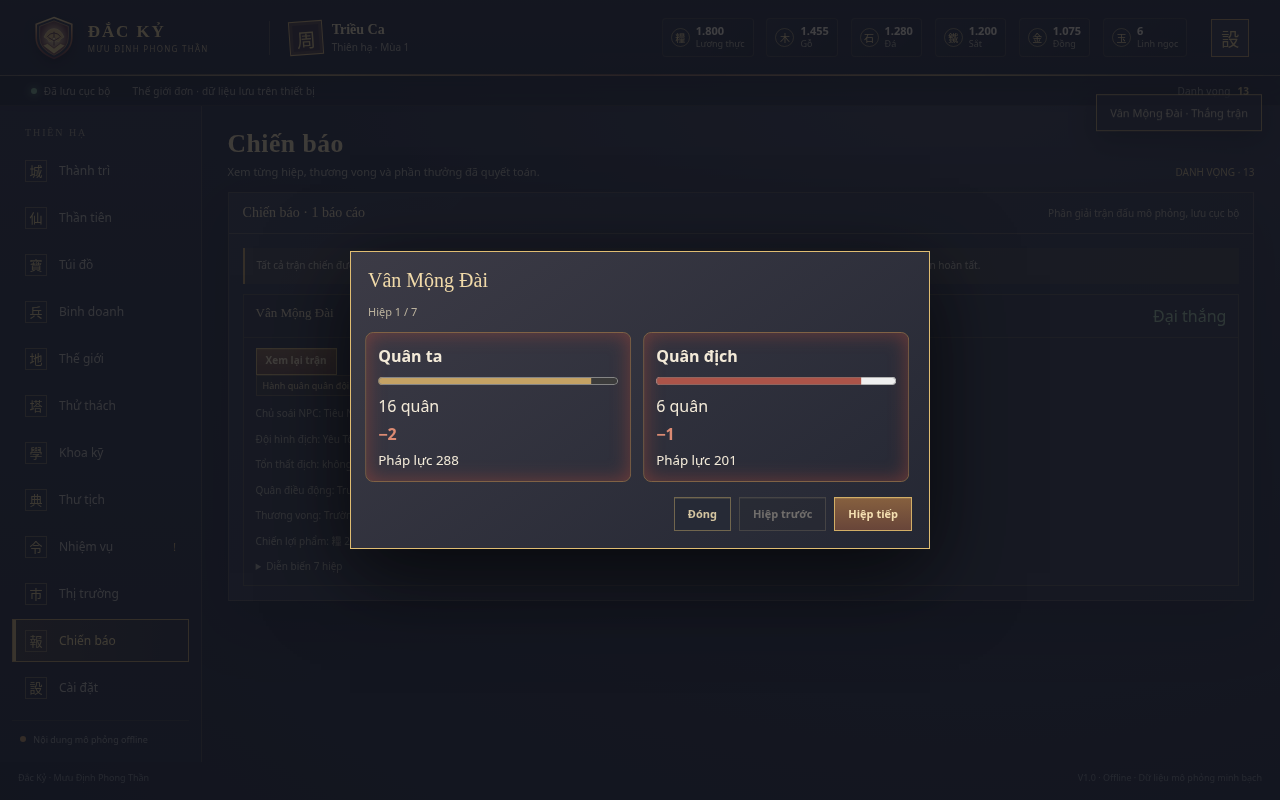 ĐẮC KÝ
MƯU ĐỊNH PHONG THẦN
周
Triều Ca
Thiên hạ · Mùa 1
糧
1.800
Lương thực
木
1.455
Gỗ
石
1.280
Đá
鐵
1.200
Sắt
金
1.075
Đồng
玉
6
Linh ngọc
設
Đã lưu cục bộ
Thế giới đơn · dữ liệu lưu trên thiết bị
Danh vọng 13
Vân Mộng Đài · Thắng trận
THIÊN HẠ
城 Thành trì
仙 Thần tiên
寶 Túi đồ
兵 Binh doanh
地 Thế giới
塔 Thử thách
學 Khoa kỹ
典 Thư tịch
令 Nhiệm vụ
市 Thị trường
報 Chiến báo
設 Cài đặt
Nội dung mô phỏng offline
Chiến báo
Xem từng hiệp, thương vong và phần thưởng đã quyết toán.
DANH VỌNG · 13
Chiến báo · 1 báo cáo
Phân giải trận đấu mô phỏng, lưu cục bộ
Tất cả trận chiến
hoàn tất.
Vân Mộng Đài
Đại thắng
Xem lại trận
Hành quân quân
Chủ soái NPC:
Đội hình địch:
Tổn thất địch:
Quân điều động:
Thương vong:
Chiến lợi phẩm: 糧
▶ Diễn biến 7 hiệp
Vân Mộng Đài
Hiệp 1 / 7
Quân ta
16 quân
−2
Pháp lực 288
Quân địch
6 quân
−1
Pháp lực 201
Đóng
Hiệp trước
Hiệp tiếp
Đắc Kỷ · Mưu Định Phong Thần
V1.0 · Offline · Dữ liệu mô phỏng minh bạch